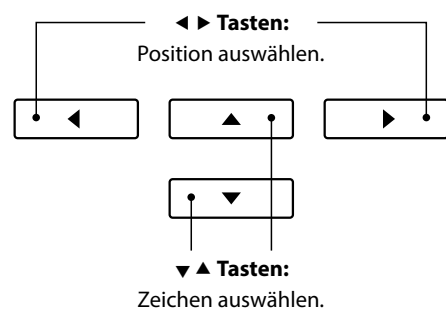 ◀ ▶ Tasten:
Position auswählen.
▼ ▲ Tasten:
Zeichen auswählen.